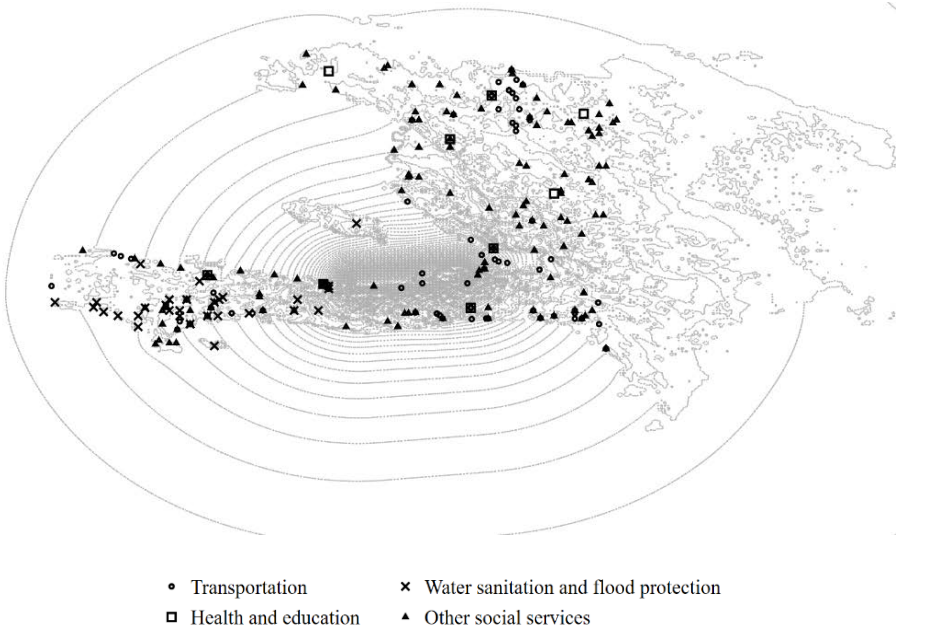 Transportation
Water sanitation and flood protection
Health and education
Other social services